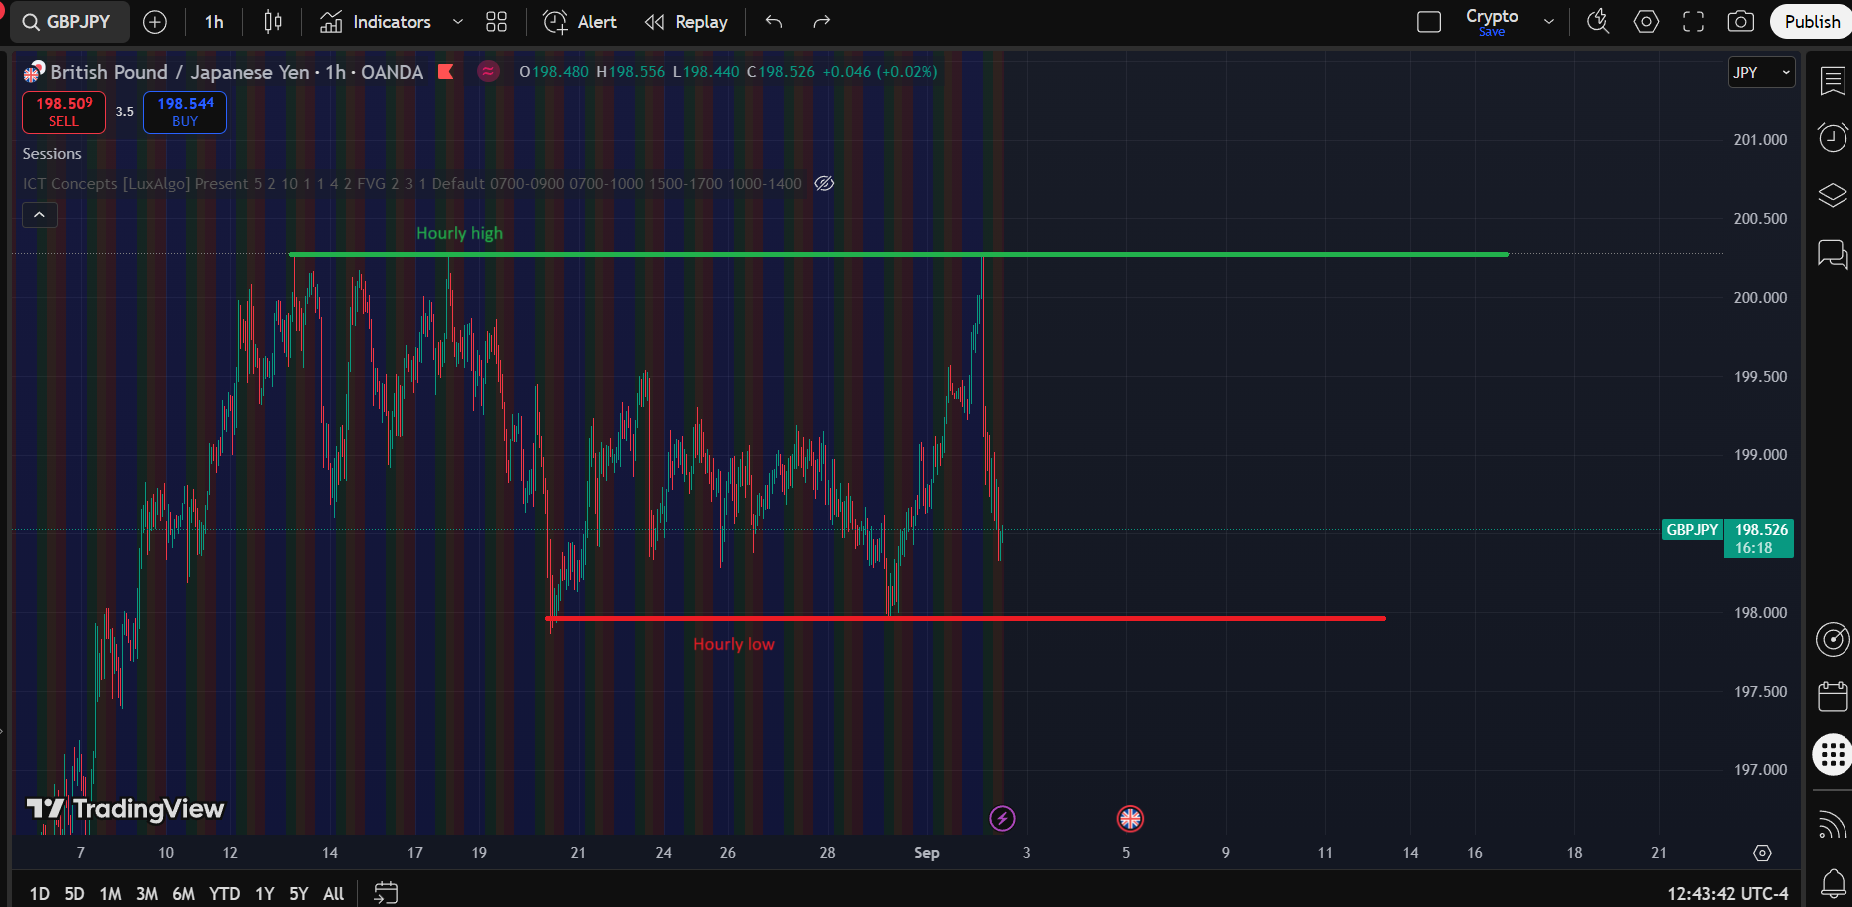 GBPJPY
1h
Indicators
Alert
Replay
Crypto
Save
Publish
British Pound / Japanese Yen · 1h · OANDA
O198.480 H198.556 L198.440 C198.526 +0.046 (+0.02%)
JPY
198.509
SELL
3.5
198.544
BUY
Sessions
ICT Concepts [LuxAlgo] Present 5 2 10 1 1 4 2 FVG 2 3 1 Default 0700-0900 0700-1000 1500-1700 1000-1400
201.000
200.500
Hourly high
200.000
199.500
199.000
GBPJPY 198.526
16:18
198.000
Hourly low
197.500
197.000
TradingView
7 10 12 14 17 19 21 24 26 28 Sep 3 5 9 11 14 16 18 21
1D 5D 1M 3M 6M YTD 1Y 5Y All
12:43:42 UTC-4